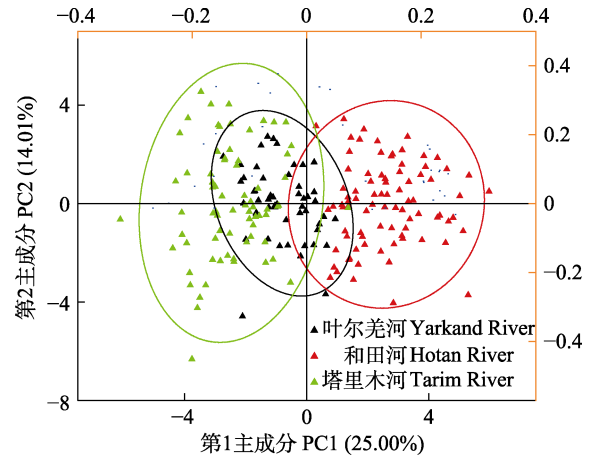 −0.4 −0.2 0 0.2 0.4
4 0.4
0.2
0 0
−0.2
−4
叶尔羌河 Yarkand River −0.4
和田河 Hotan River
塔里木河 Tarim River
−8
−4 0 4
第1主成分 PC1 (25.00%)
第2主成分 PC2 (14.01%)